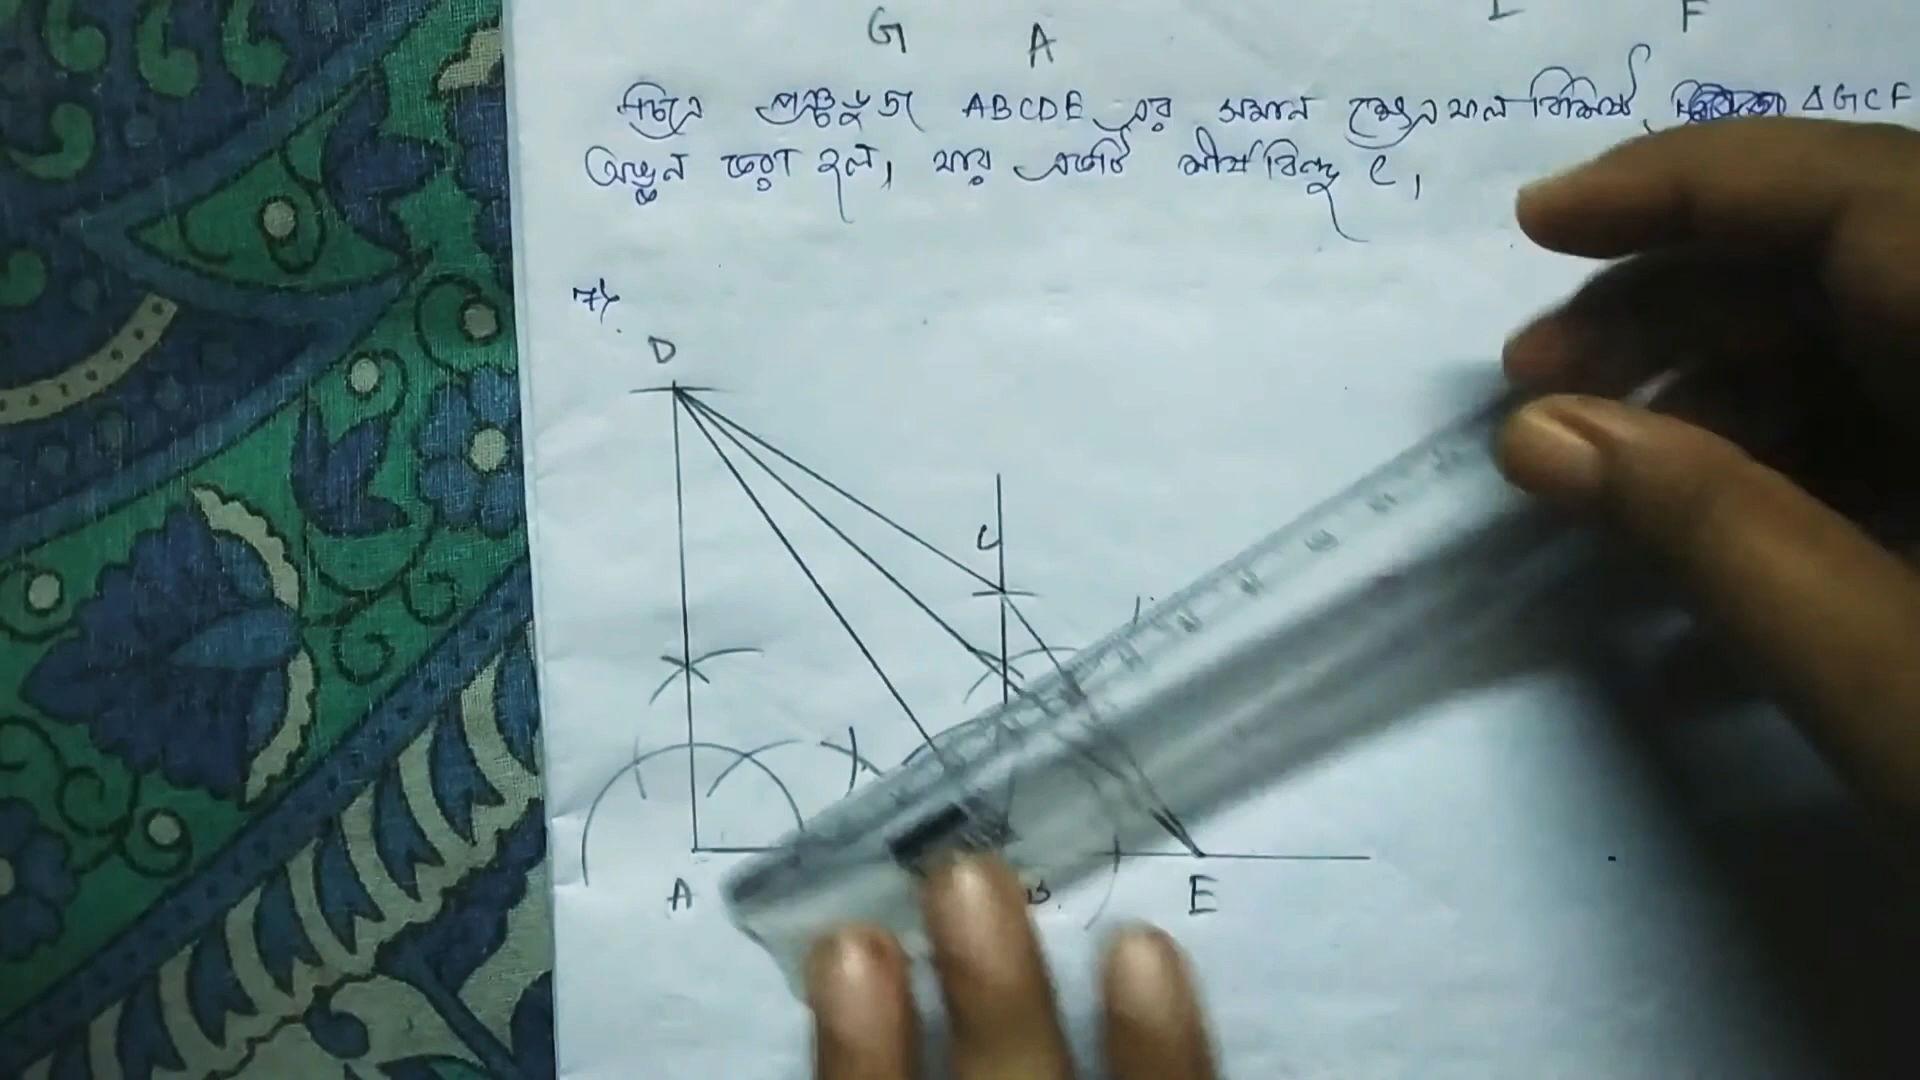 G A L F
চিত্রে পঞ্চভুজ ABCDE এর সমান ক্ষেত্রফল বিশিষ্ট ΔGCF
অঙ্কন করা হল, যার একটি শীর্ষবিন্দু C,
7).
D
C
A B. E